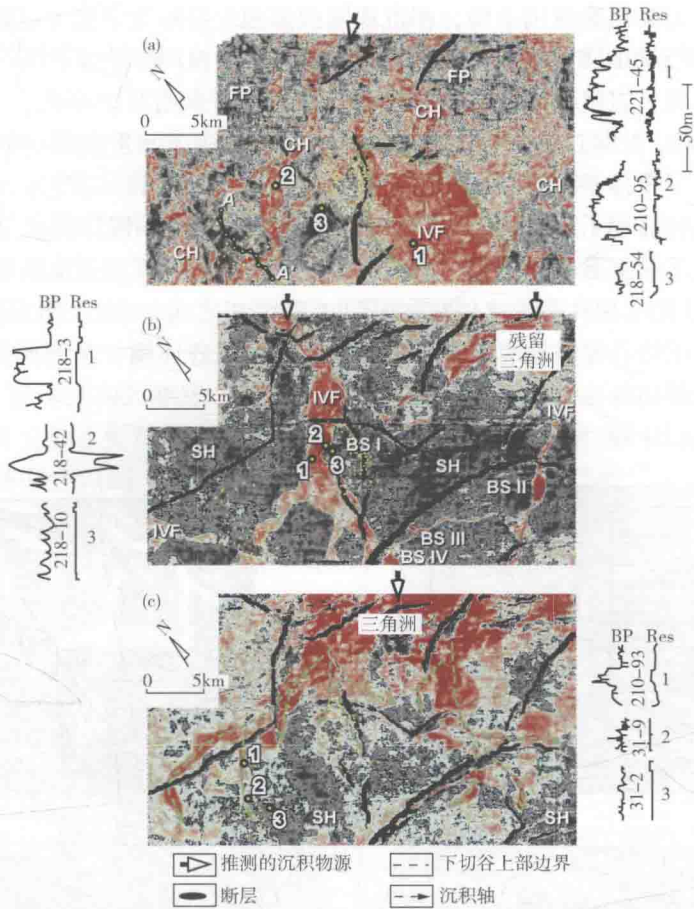 (a)
FP
FP
CH
CH
CH
CH
IVF
A
A'
1
2
3
N
0 5km
BP Res
221-45 1
50m
210-95 2
218-54 3
(b)
N
0 5km
残留
三角洲
IVF
IVF
IVF
SH
SH
BS I
BS II
BS III
BS IV
1
2
3
BP Res
218-3 1
218-42 2
218-10 3
(c)
N
0 5km
三角洲
SH
SH
1
2
3
BP Res
210-93 1
31-9 2
31-2 3
推测的沉积物源
下切谷上部边界
断层
沉积轴